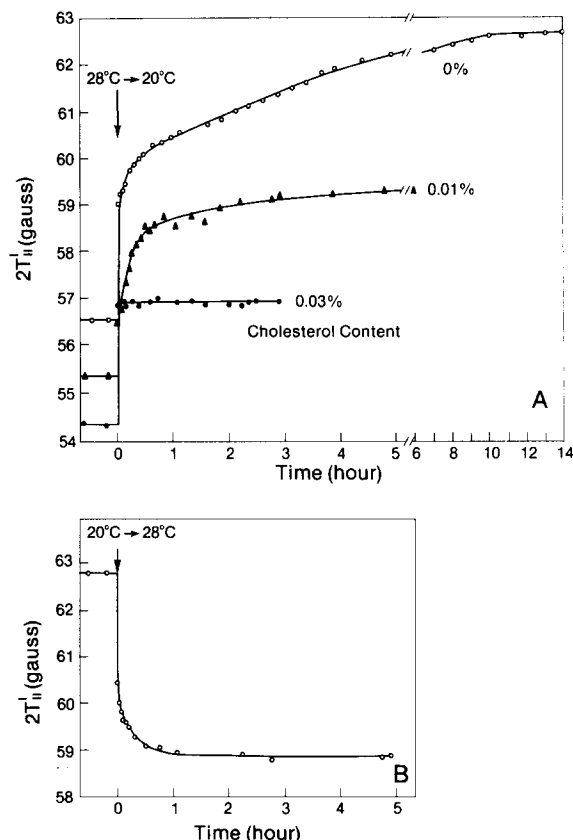 63
62
61
60
59
58
57
56
55
54
2T'II (gauss)
28°C → 20°C
0%
0.01%
0.03%
Cholesterol Content
A
0 1 2 3 4 5 6 8 10 12 14
Time (hour)
20°C → 28°C
63
62
61
60
59
58
2T'II (gauss)
B
0 1 2 3 4 5
Time (hour)